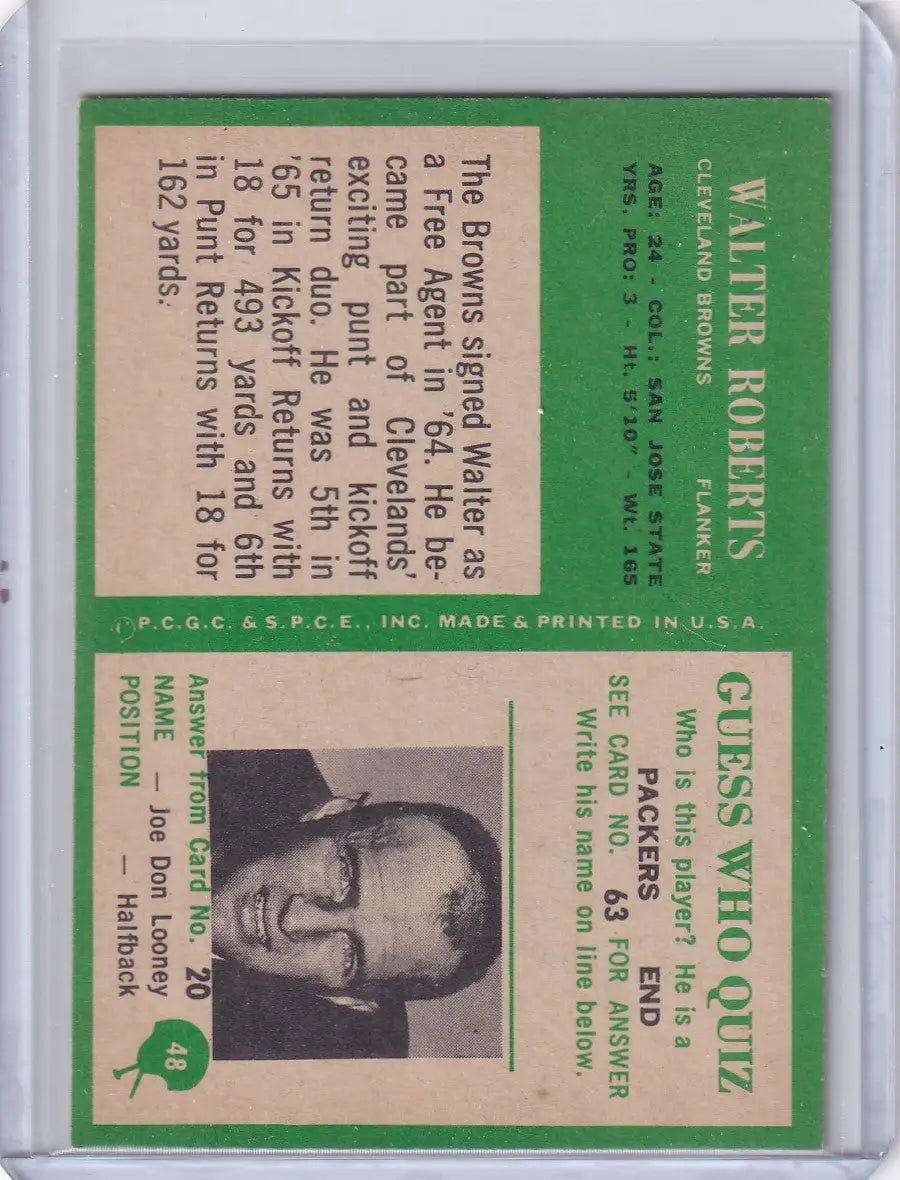 WALTER ROBERTS
CLEVELAND BROWNS FLANKER
AGE: 24 - COL.: SAN JOSE STATE
YRS. PRO: 3 - Ht. 5'10" - Wt. 165
The Browns signed Walter as
a Free Agent in '64. He be-
came part of Clevelands'
exciting punt and kickoff
return duo. He was 5th in
'65 in Kickoff Returns with
18 for 493 yards and 6th
in Punt Returns with 18 for
162 yards.
©P.C.G.C. & S.P.C.E., INC. MADE & PRINTED IN U.S.A.
GUESS WHO QUIZ
Who is this player? He is a
PACKERS END
SEE CARD NO. 63 FOR ANSWER
Write his name on line below.
Answer from Card No. 20
NAME — Joe Don Looney
POSITION — Halfback
48